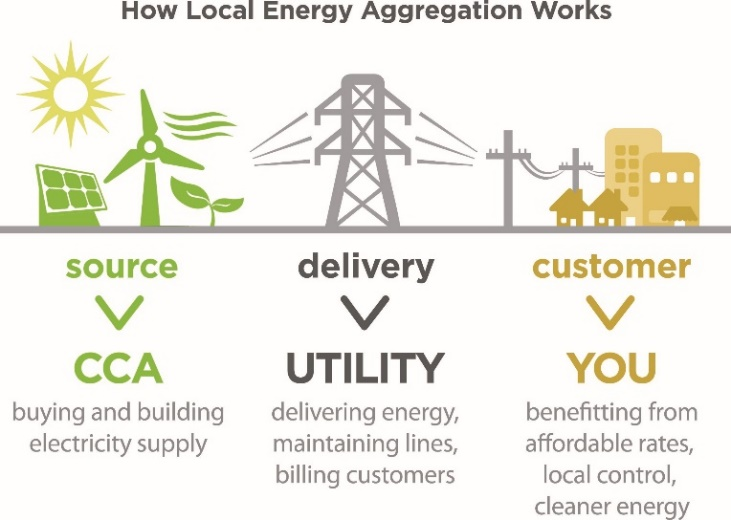 How Local Energy Aggregation Works
source
delivery
customer
CCA
UTILITY
YOU
buying and building
electricity supply
delivering energy,
maintaining lines,
billing customers
benefitting from
affordable rates,
local control,
cleaner energy